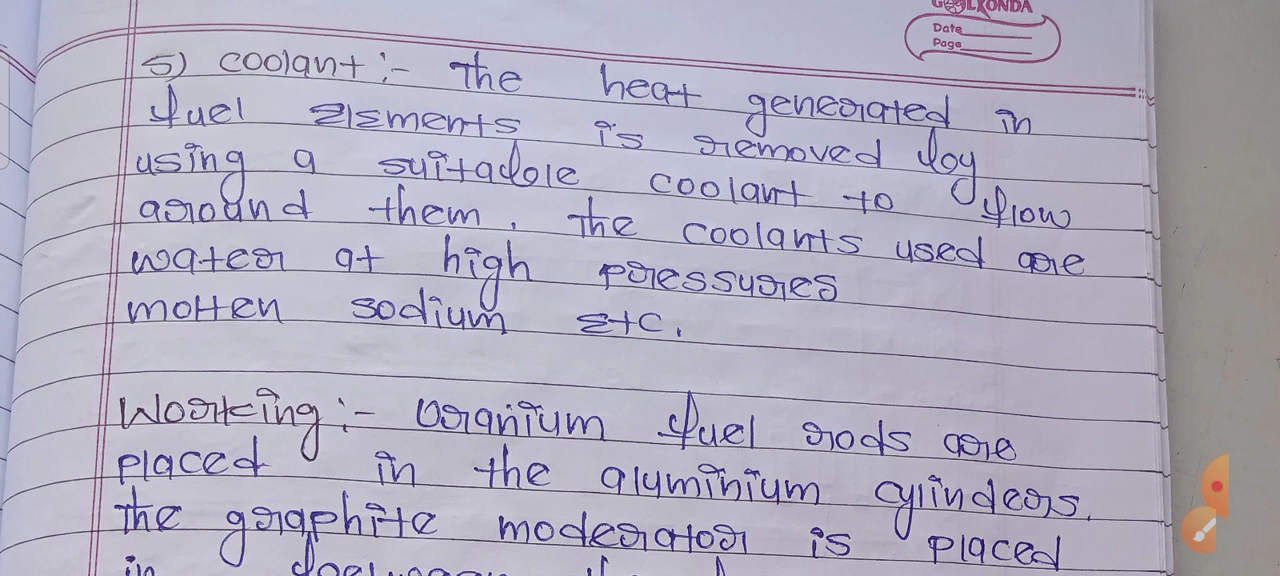 GOLKONDA
Date
Page
5) coolant :- The heat generated in
fuel elements is removed by
using a suitable coolant to flow
around them. The coolants used are
water at high pressures
molten sodium etc.
Working :- Uranium fuel rods are
placed in the aluminium cylinders.
The graphite moderator is placed
in between